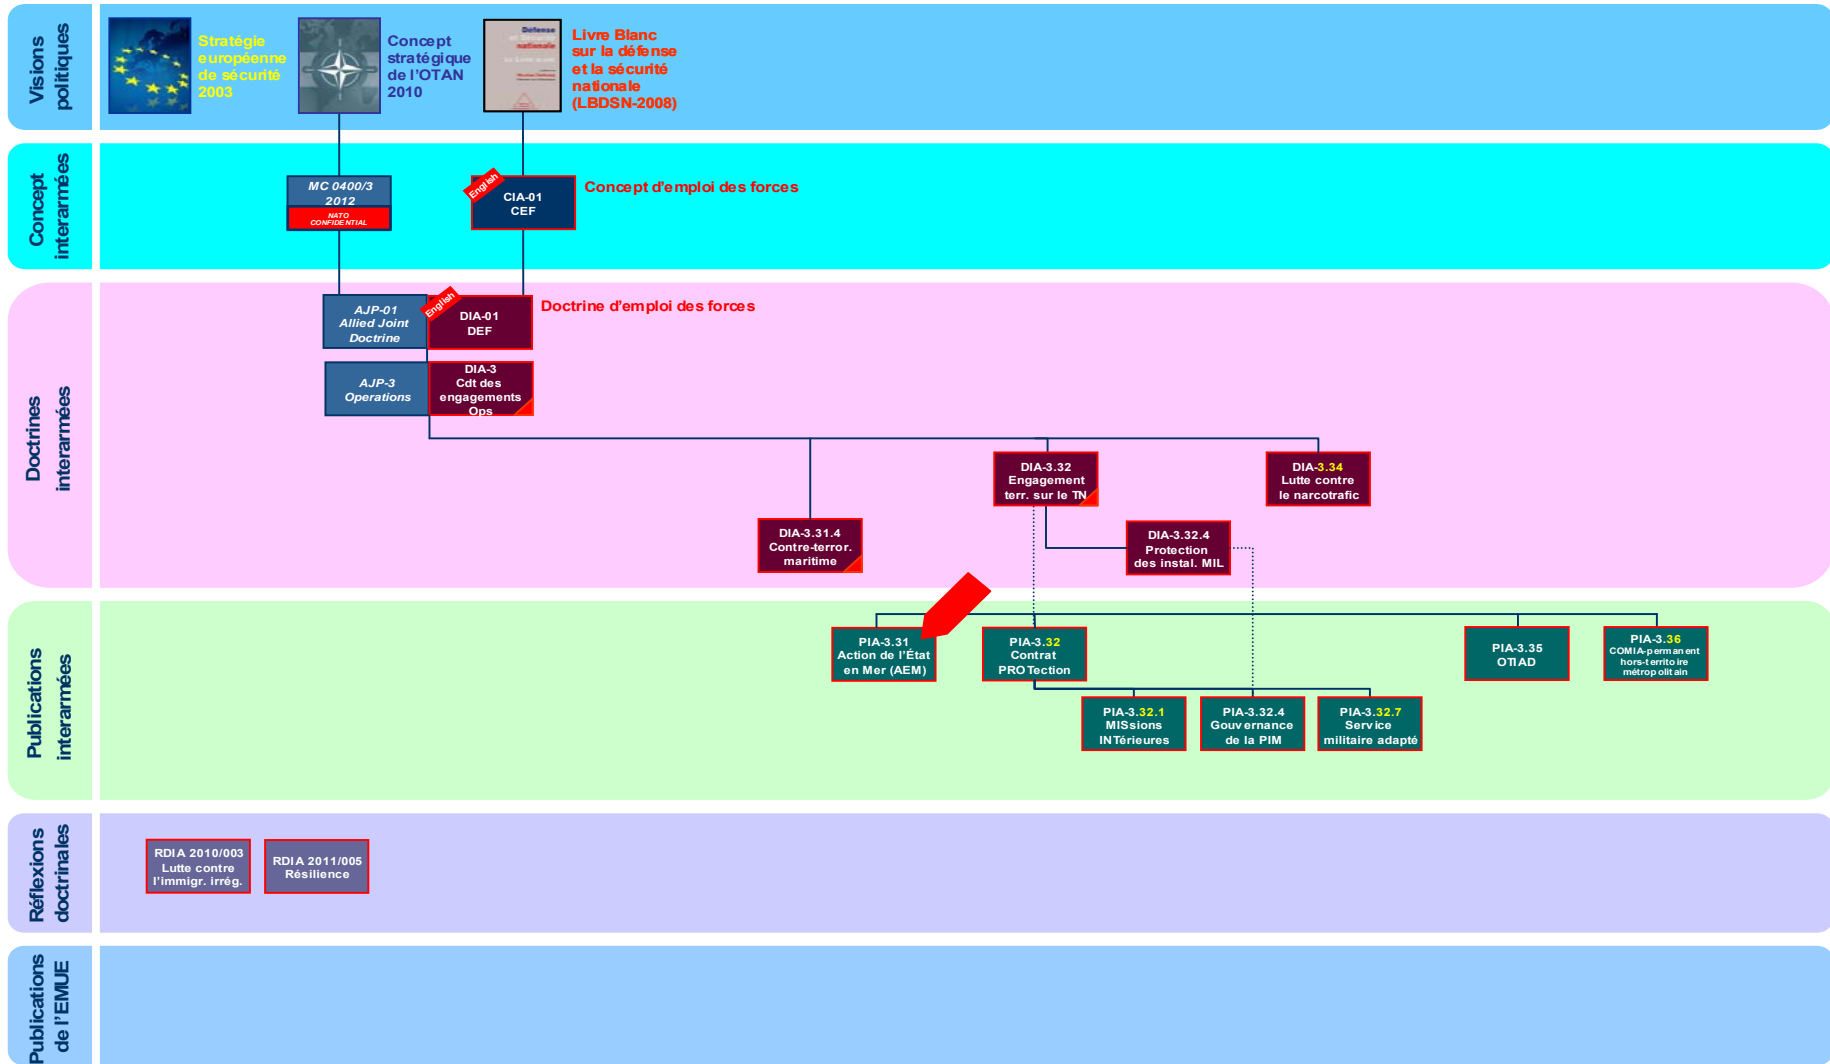 Visions
politiques
Stratégie
européenne
de sécurité
2003
Concept
stratégique
de l'OTAN
2010
Défense
et Sécurité
nationale
Livre Blanc
sur la défense
et la sécurité
nationale
(LBDSN-2008)
Concept
interarmées
MC 0400/3
2012
NATO
CONFIDENTIAL
English
CIA-01
CEF
Concept d'emploi des forces
Doctrines
interarmées
AJP-01
Allied Joint
Doctrine
English
DIA-01
DEF
Doctrine d'emploi des forces
AJP-3
Operations
DIA-3
Cdt des
engagements
Ops
DIA-3.32
Engagement
terr. sur le TN
DIA-3.34
Lutte contre
le narcotrafic
DIA-3.31.4
Contre-terror.
maritime
DIA-3.32.4
Protection
des instal. MIL
Publications
interarmées
PIA-3.31
Action de l'État
en Mer (AEM)
PIA-3.32
Contrat
PROTection
PIA-3.35
OTIAD
PIA-3.36
COMIA-permanent
hors-territoire
métropolitain
PIA-3.32.1
MISsions
INTérieures
PIA-3.32.4
Gouvernance
de la PIM
PIA-3.32.7
Service
militaire adapté
Réflexions
doctrinales
RDIA 2010/003
Lutte contre
l'immigr. irrég.
RDIA 2011/005
Résilience
Publications
de l'EMUE